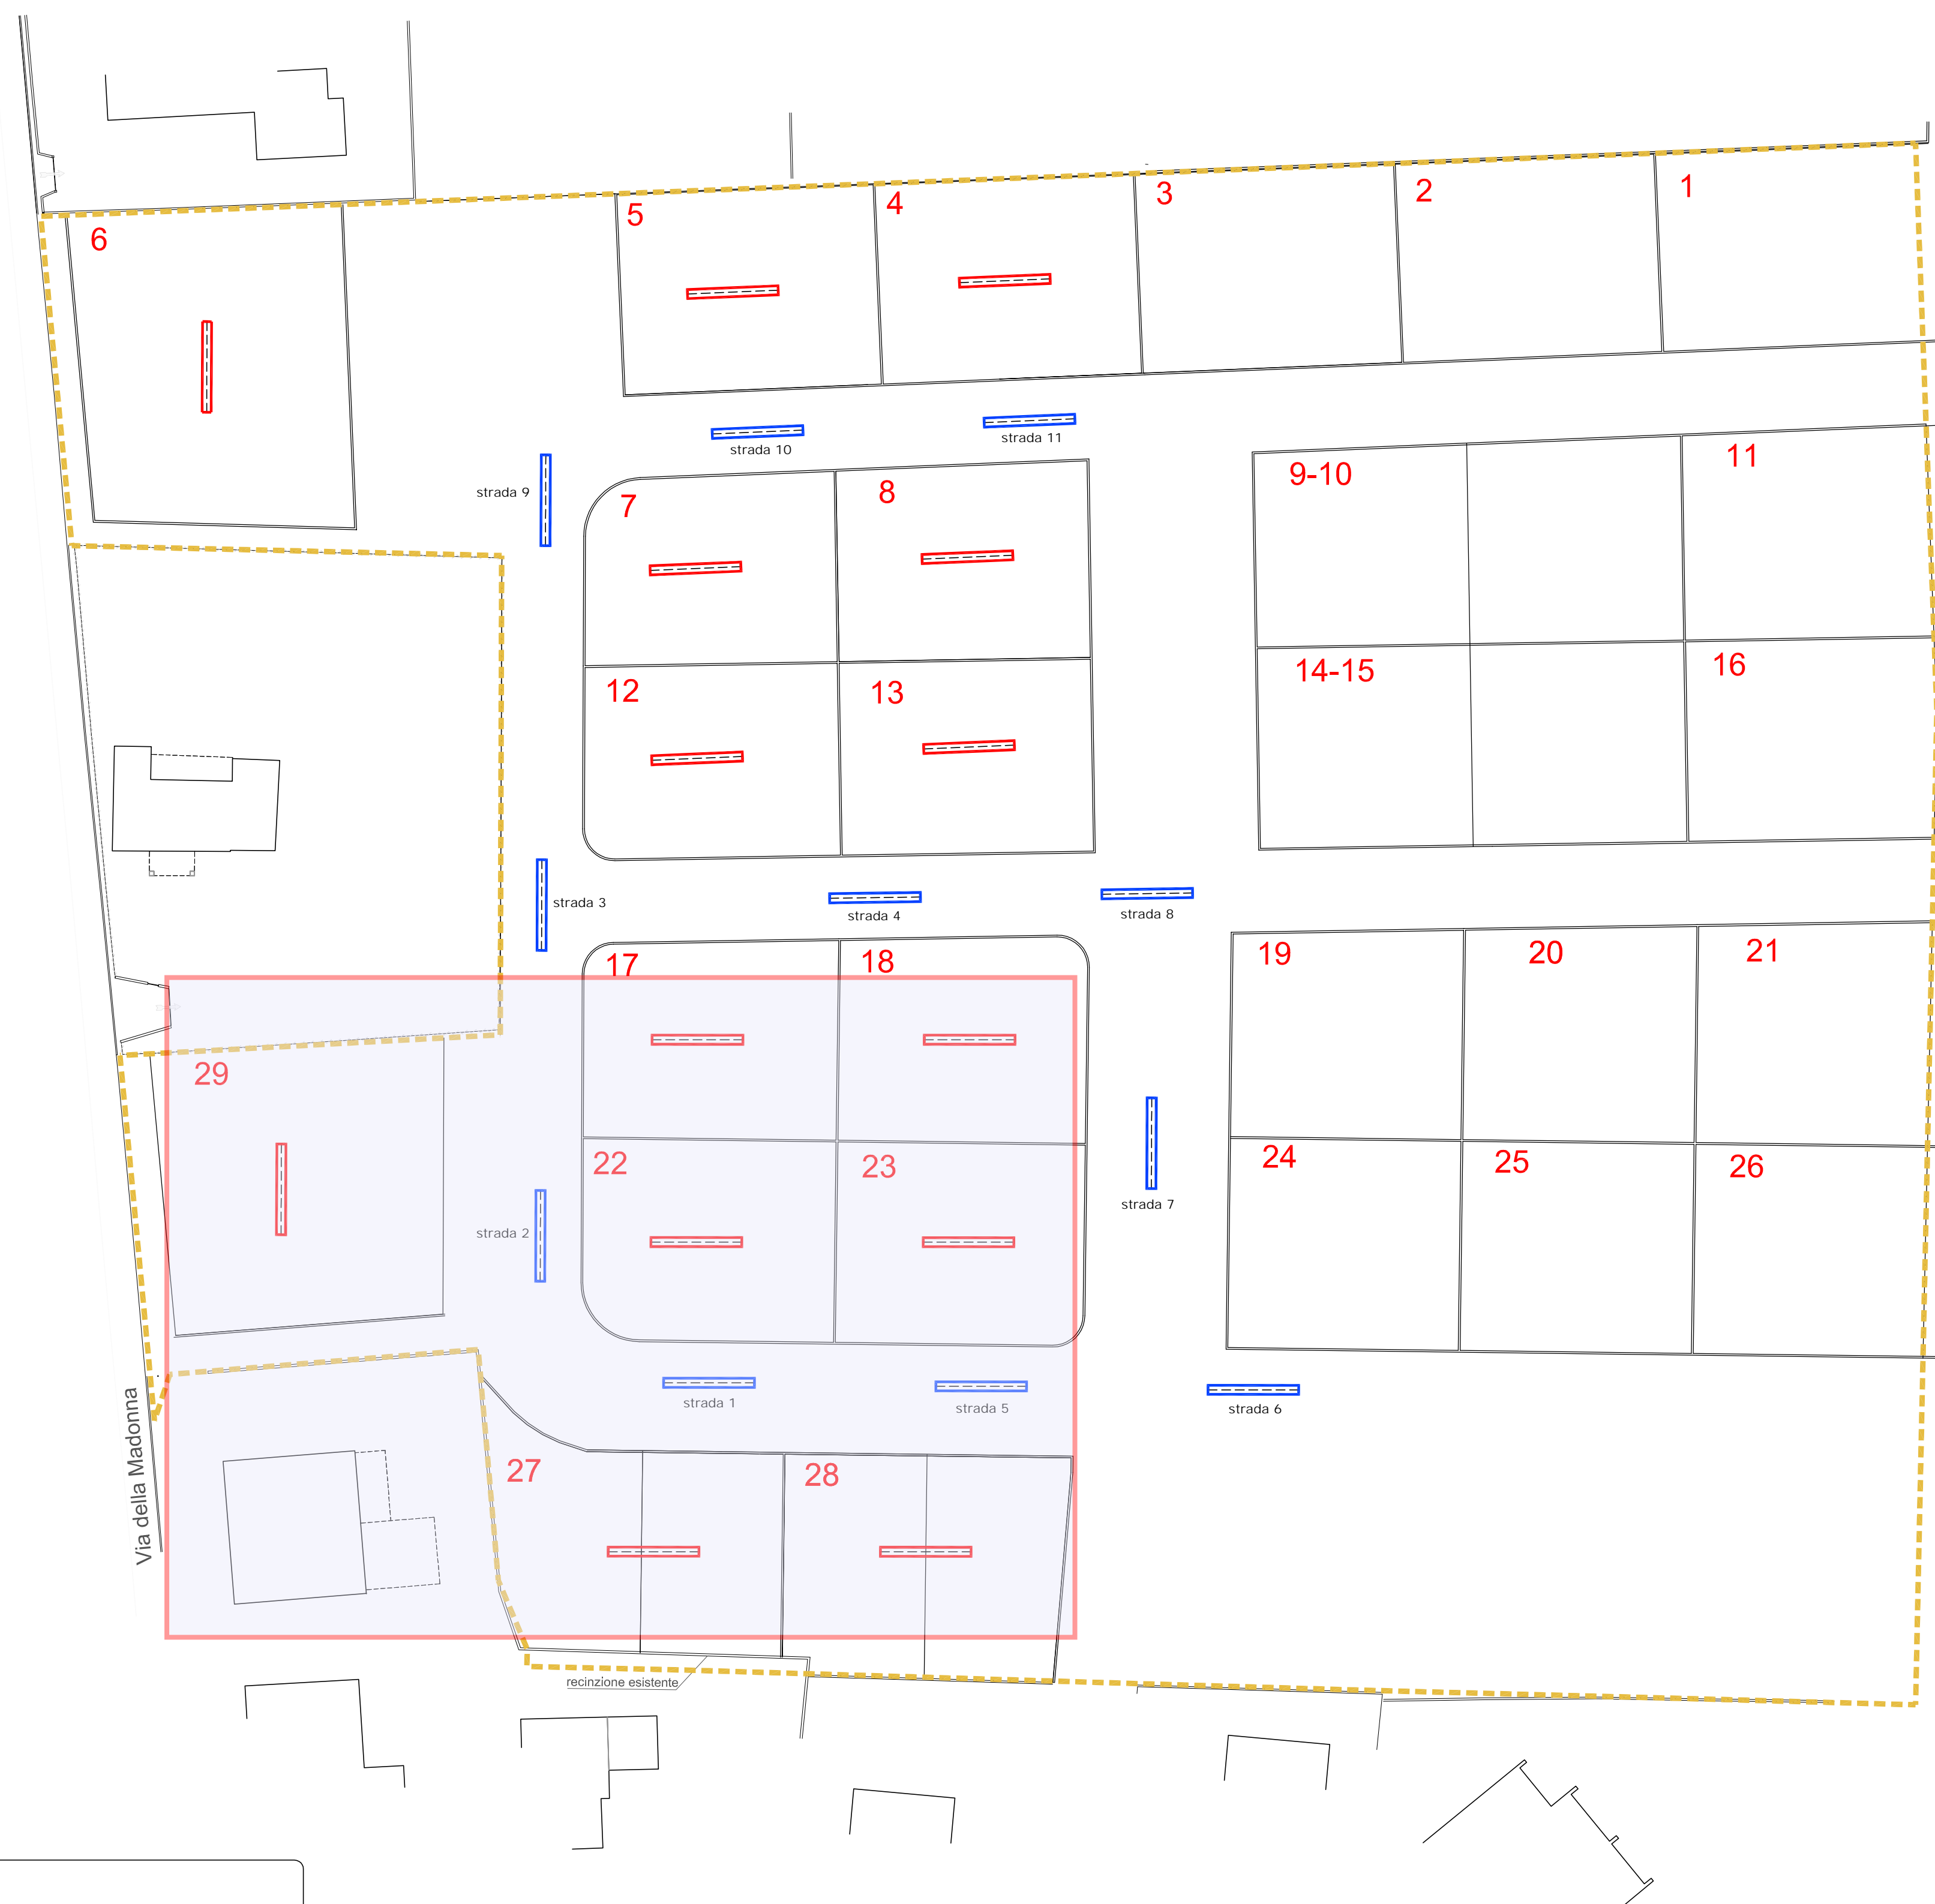 1
2
3
4
5
6
strada 11
strada 10
11
9-10
8
7
strada 9
16
14-15
13
12
strada 3
strada 4
strada 8
17
18
19
20
21
29
22
23
24
25
26
strada 7
strada 2
strada 1
strada 5
strada 6
Via della Madonna
27
28
recinzione esistente